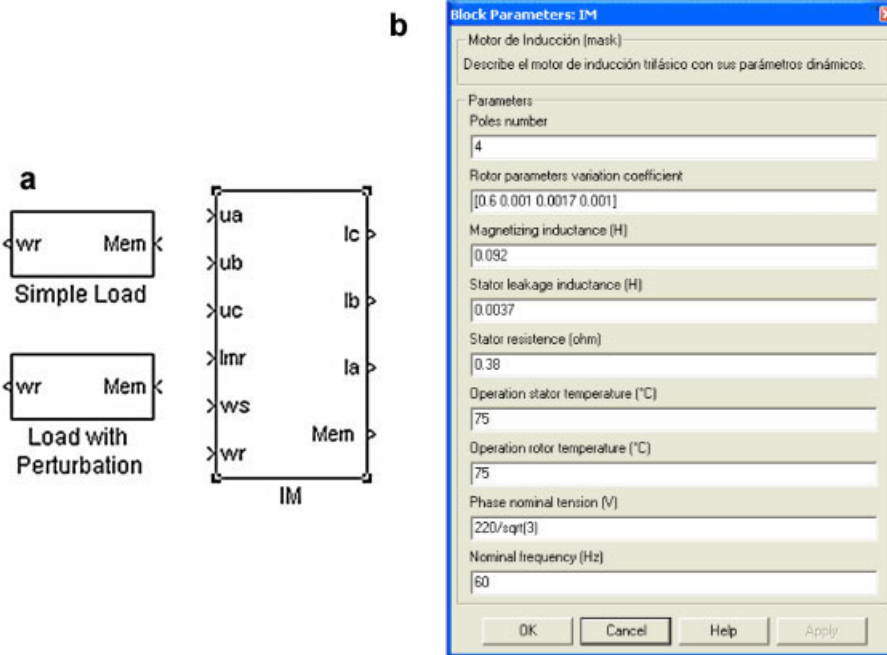 a
wr Mem
Simple Load
wr Mem
Load with
Perturbation
ua
ub
uc
Imr
ws
wr
Ic
Ib
Ia
Mem
IM
b
Block Parameters: IM
Motor de Inducción (mask)
Describe el motor de inducción trifásico con sus parámetros dinámicos.
Parameters
Poles number
4
Rotor parameters variation coefficient
[0.6 0.001 0.0017 0.001]
Magnetizing inductance (H)
0.092
Stator leakage inductance (H)
0.0037
Stator resistence (ohm)
0.38
Operation stator temperature (°C)
75
Operation rotor temperature (°C)
75
Phase nominal tension (V)
220/sqrt(3)
Nominal frequency (Hz)
60
OK Cancel Help Apply